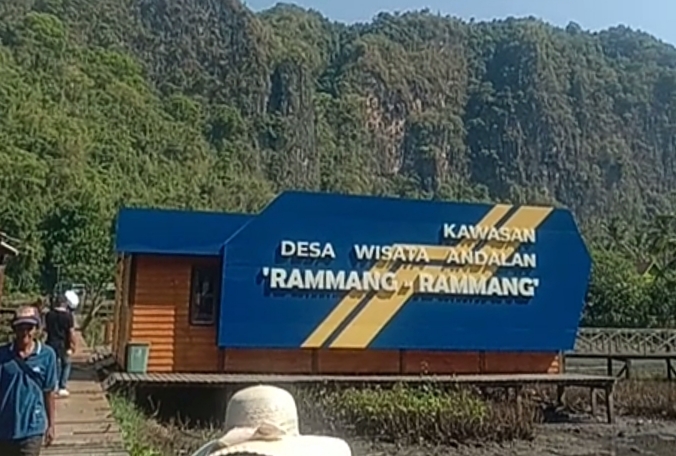 KAWASAN
DESA WISATA ANDALAN
'RAMMANG - RAMMANG'